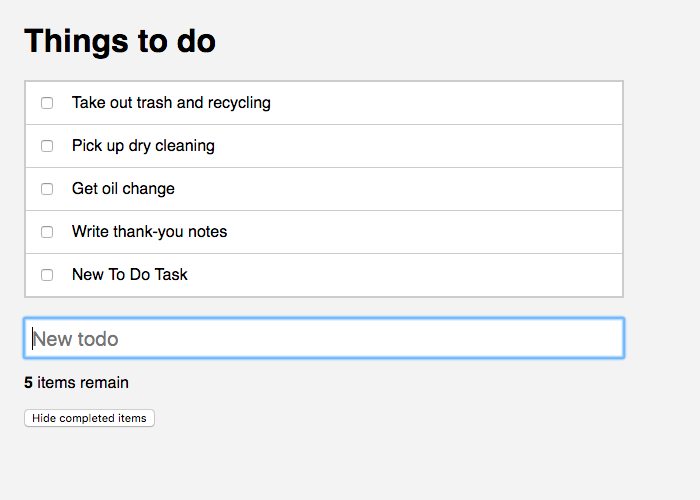 Things to do
Take out trash and recycling
Pick up dry cleaning
Get oil change
Write thank-you notes
New To Do Task
New todo
5 items remain
Hide completed items